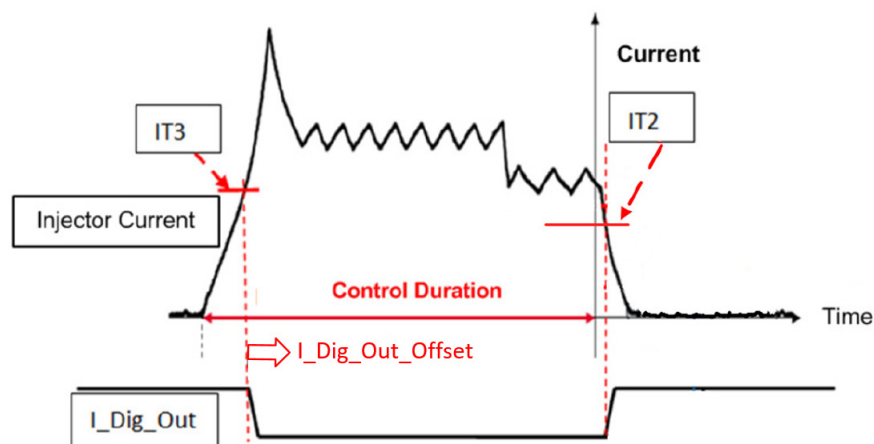 Current
IT3
IT2
Injector Current
Control Duration
Time
I_Dig_Out_Offset
I_Dig_Out